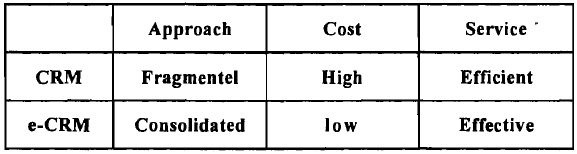 Approach Cost Service
CRM Fragmentel High Efficient
e-CRM Consolidated low Effective